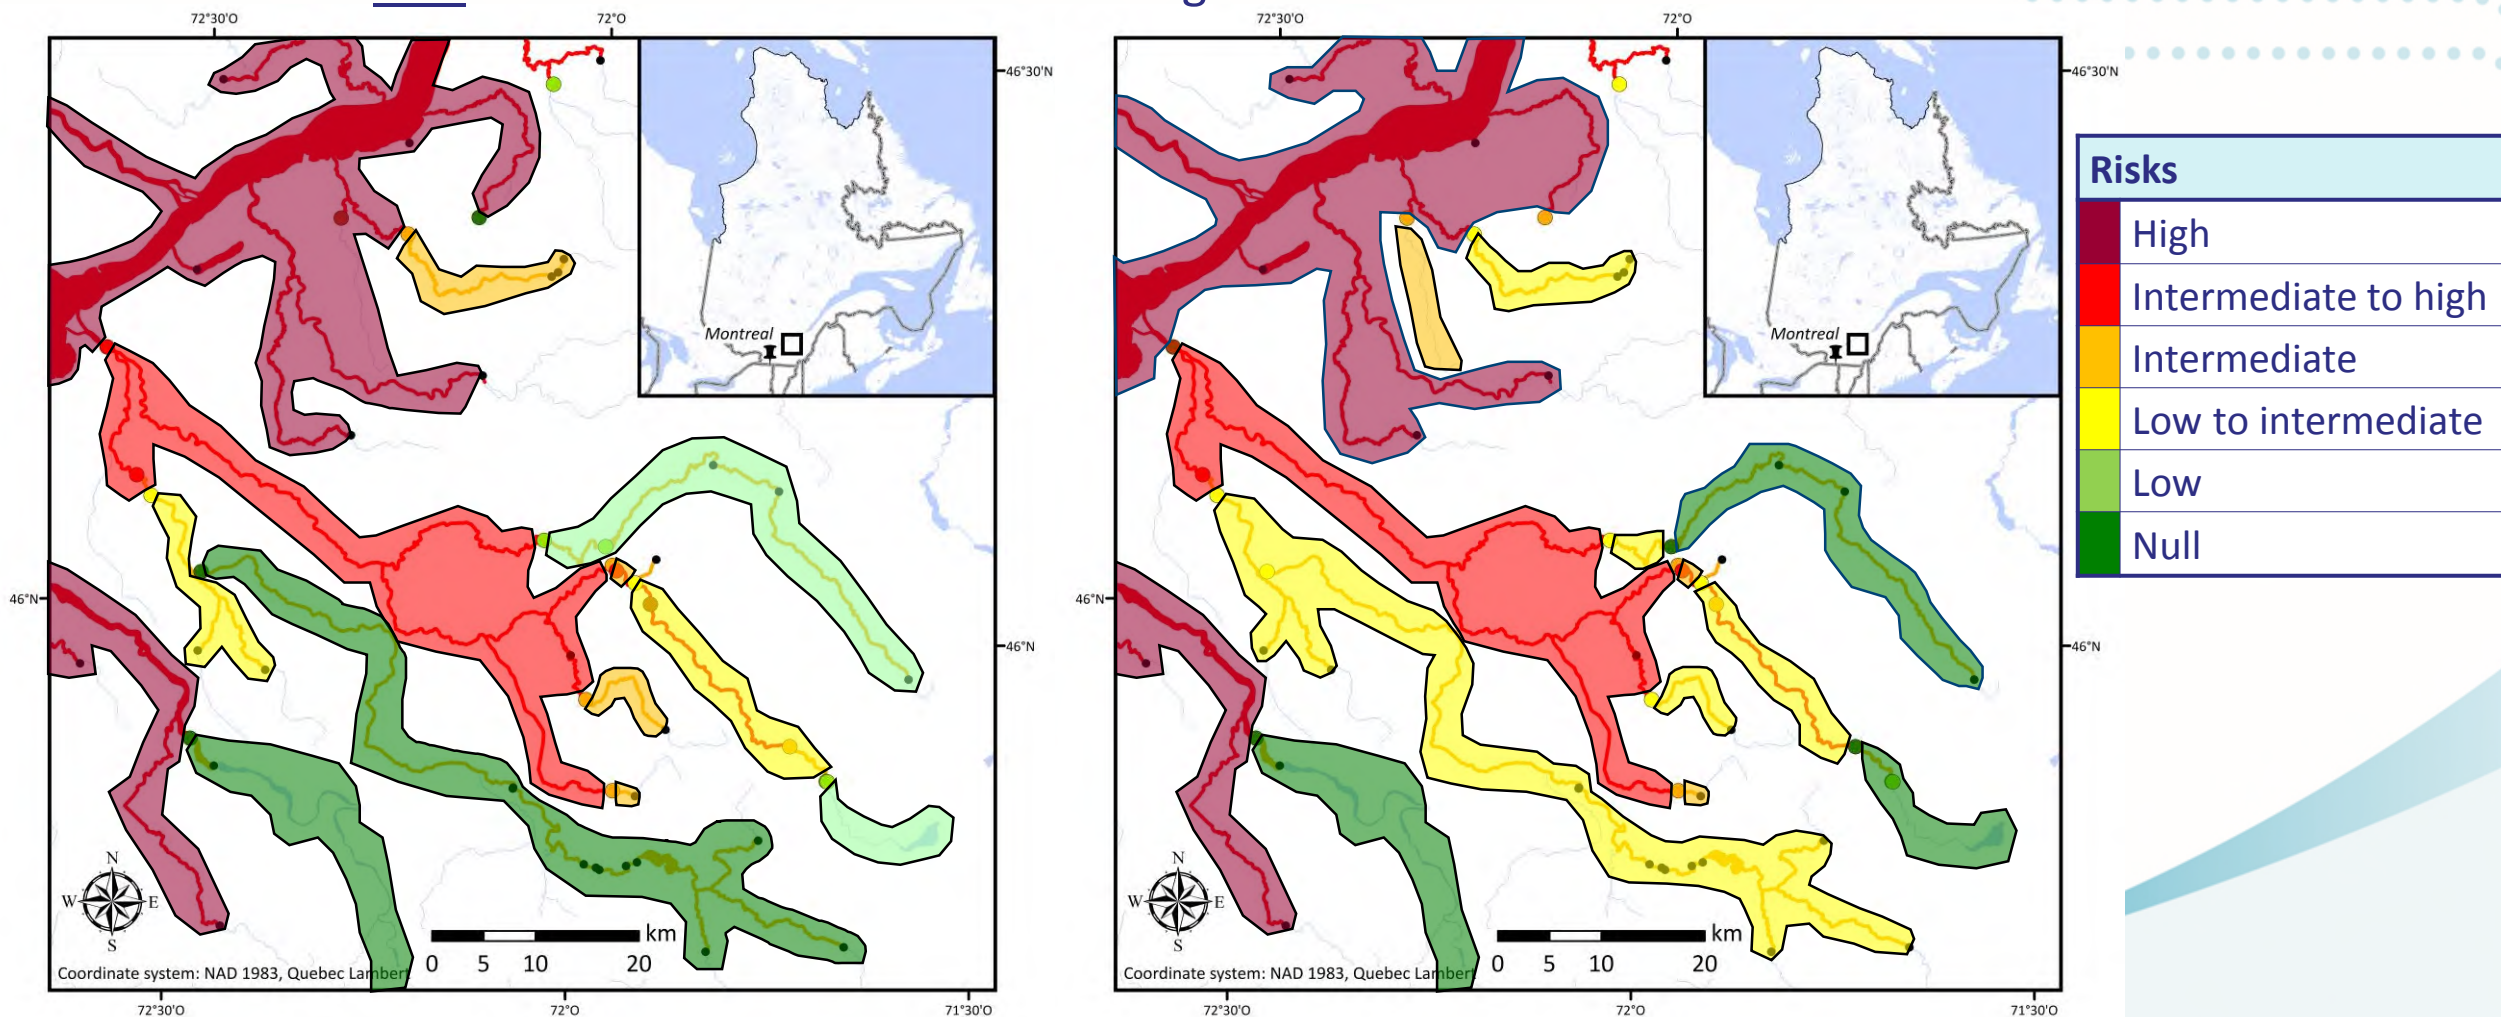 g
72°30'O
72°O
46°30'N
Montreal
46°N
46°N
N
W
E
S
km
0
5
10
20
Coordinate system: NAD 1983, Quebec Lambert
72°30'O
72°O
71°30'O
72°30'O
72°O
46°30'N
Montreal
46°N
46°N
N
W
E
S
km
0
5
10
20
Coordinate system: NAD 1983, Quebec Lambert
72°30'O
72°O
71°30'O
Risks
High
Intermediate to high
Intermediate
Low to intermediate
Low
Null